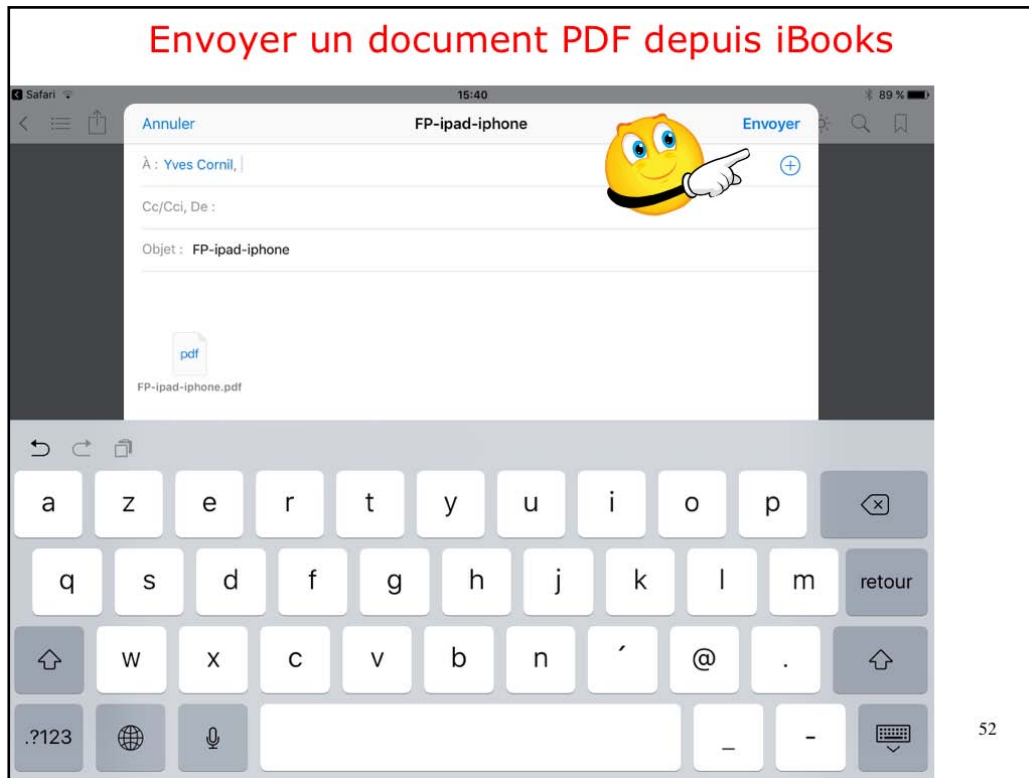 Envoyer un document PDF depuis iBooks
Safari 15:40 89 %
Annuler FP-ipad-iphone Envoyer
À : Yves Cornil,
Cc/Cci, De :
Objet : FP-ipad-iphone
pdf
FP-ipad-iphone.pdf
a z e r t y u i o p
q s d f g h j k l m retour
w x c v b n ´ @ .
.?123 _ -
52